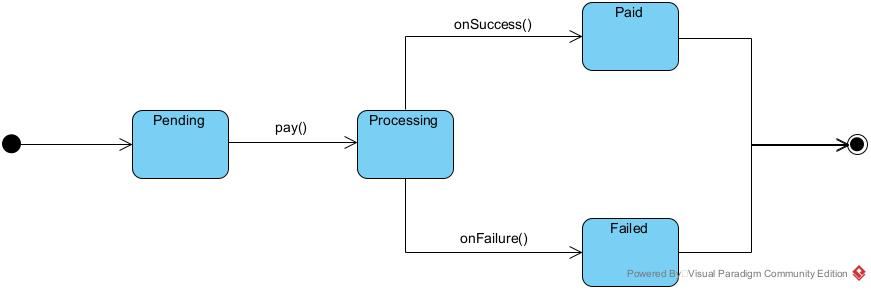 onSuccess()
Paid
Pending
pay()
Processing
onFailure()
Failed
Powered By Visual Paradigm Community Edition